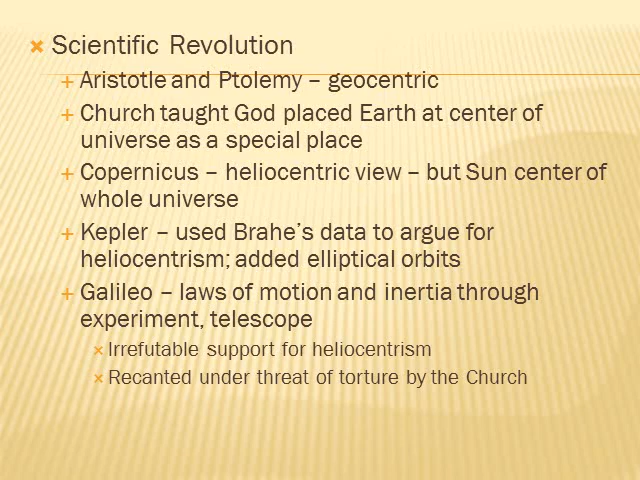 Scientific Revolution
Aristotle and Ptolemy – geocentric
Church taught God placed Earth at center of
universe as a special place
Copernicus – heliocentric view – but Sun center of
whole universe
Kepler – used Brahe’s data to argue for
heliocentrism; added elliptical orbits
Galileo – laws of motion and inertia through
experiment, telescope
Irrefutable support for heliocentrism
Recanted under threat of torture by the Church